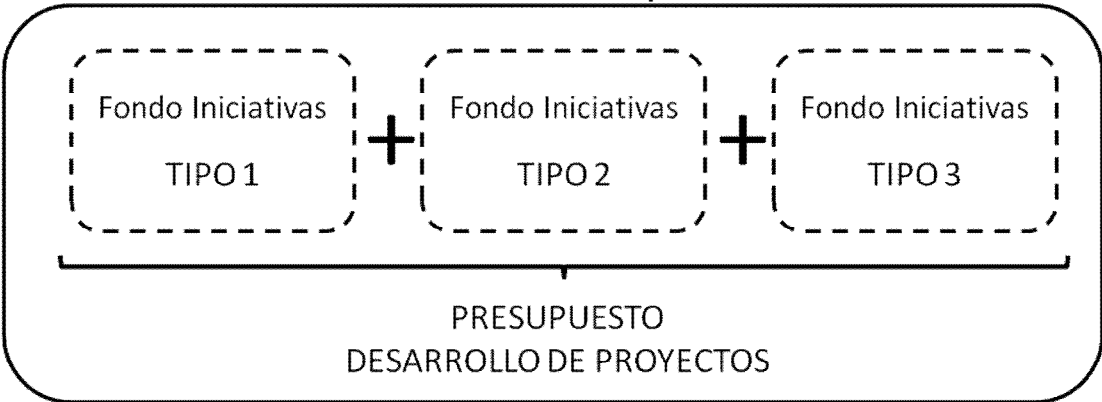 Fondo Iniciativas
TIPO 1
+
Fondo Iniciativas
TIPO 2
+
Fondo Iniciativas
TIPO 3
PRESUPUESTO
DESARROLLO DE PROYECTOS